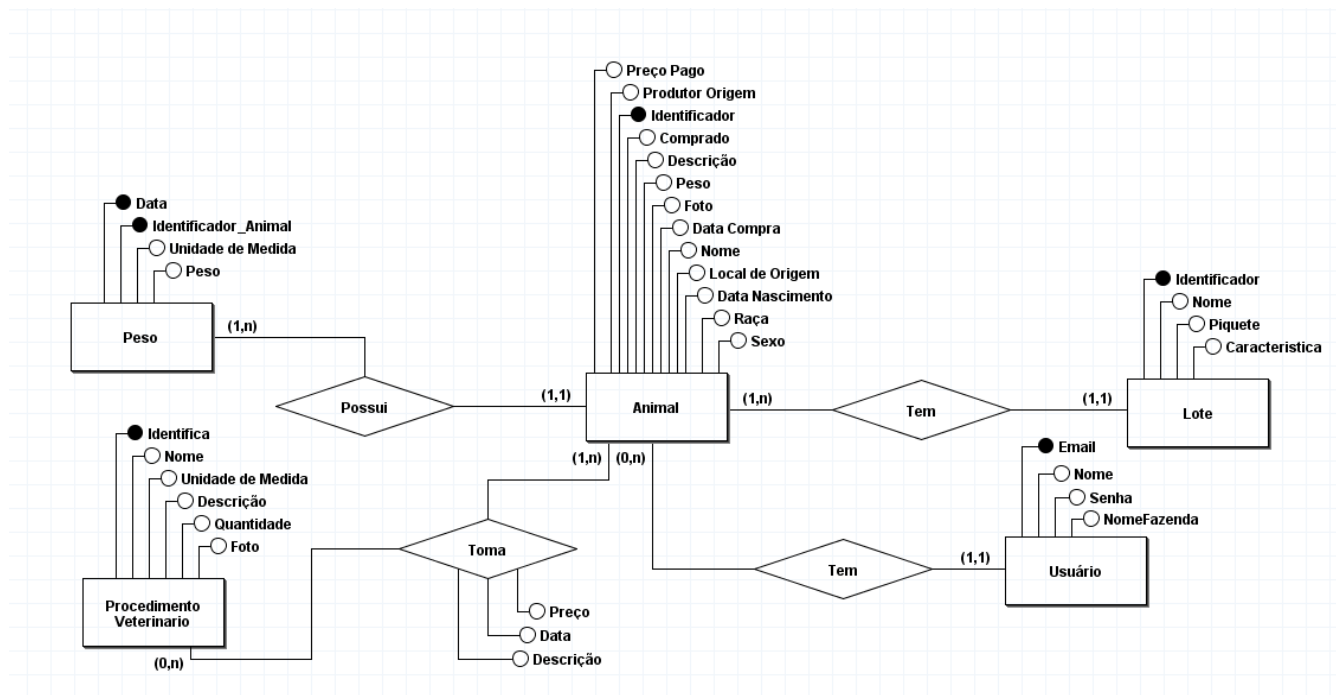 Preço Pago
Produtor Origem
Identificador
Comprado
Descrição
Peso
Foto
Data Compra
Nome
Local de Origem
Data Nascimento
Raça
Sexo
Animal
Data
Identificador_Animal
Unidade de Medida
Peso
Peso
(1,n)
Possui
(1,1)
(1,n)
Tem
(1,1)
Identificador
Nome
Piquete
Caracteristica
Lote
Identifica
Nome
Unidade de Medida
Descrição
Quantidade
Foto
Procedimento
Veterinario
(0,n)
(1,n)
(0,n)
Toma
Preço
Data
Descrição
Tem
(1,1)
Email
Nome
Senha
NomeFazenda
Usuário